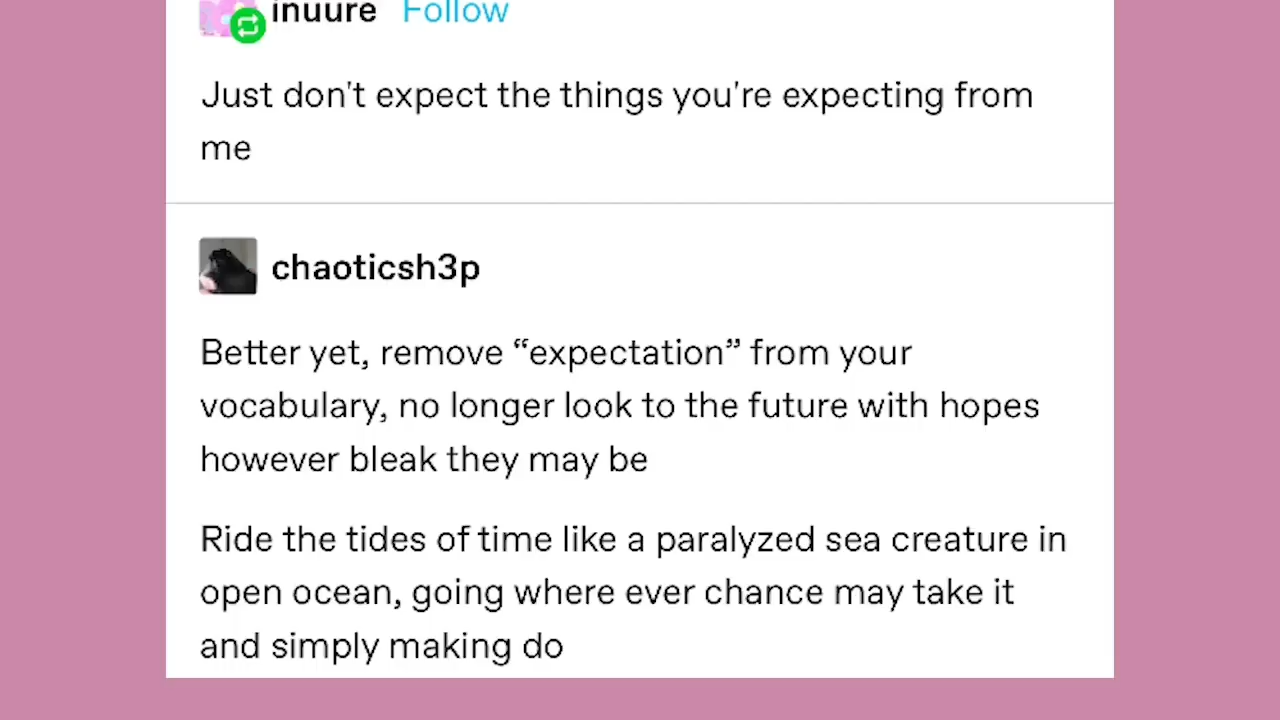 inuure Follow
Just don't expect the things you're expecting from
me
chaoticsh3p
Better yet, remove “expectation” from your
vocabulary, no longer look to the future with hopes
however bleak they may be
Ride the tides of time like a paralyzed sea creature in
open ocean, going where ever chance may take it
and simply making do